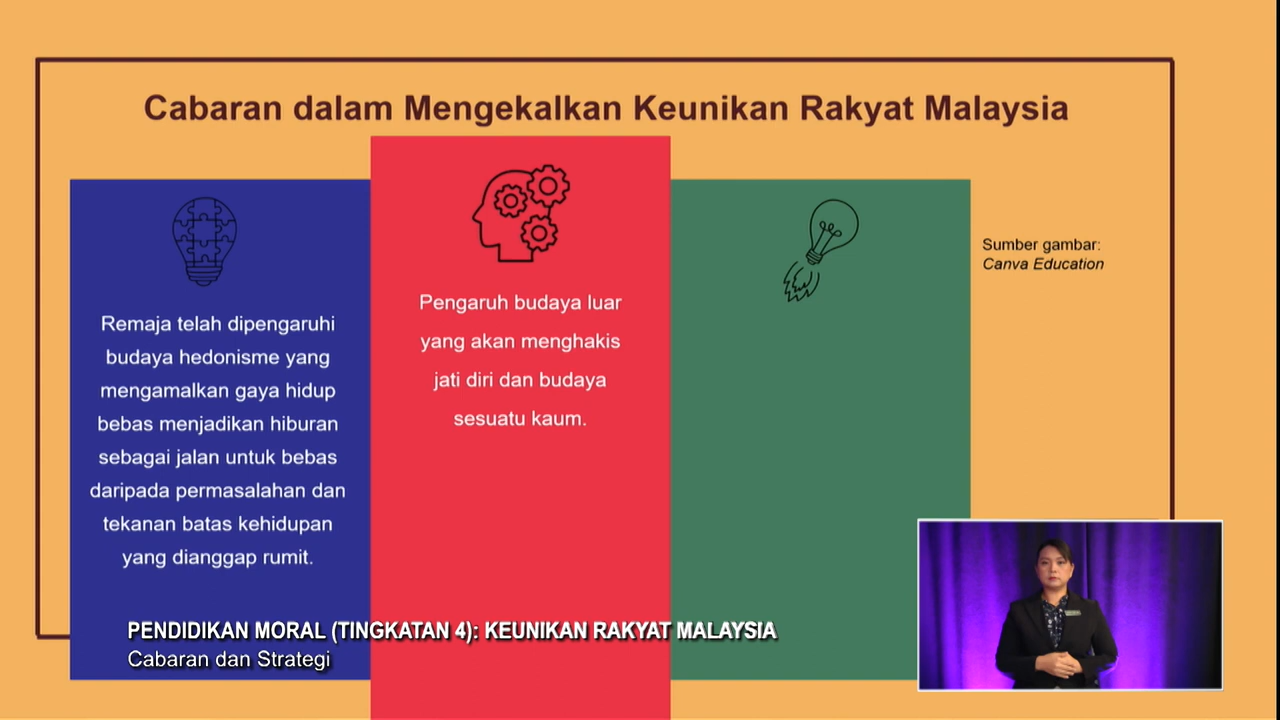 Cabaran dalam Mengekalkan Keunikan Rakyat Malaysia
Remaja telah dipengaruhi
budaya hedonisme yang
mengamalkan gaya hidup
bebas menjadikan hiburan
sebagai jalan untuk bebas
daripada permasalahan dan
tekanan batas kehidupan
yang dianggap rumit.
Pengaruh budaya luar
yang akan menghakis
jati diri dan budaya
sesuatu kaum.
Sumber gambar:
Canva Education
PENDIDIKAN MORAL (TINGKATAN 4): KEUNIKAN RAKYAT MALAYSIA
Cabaran dan Strategi